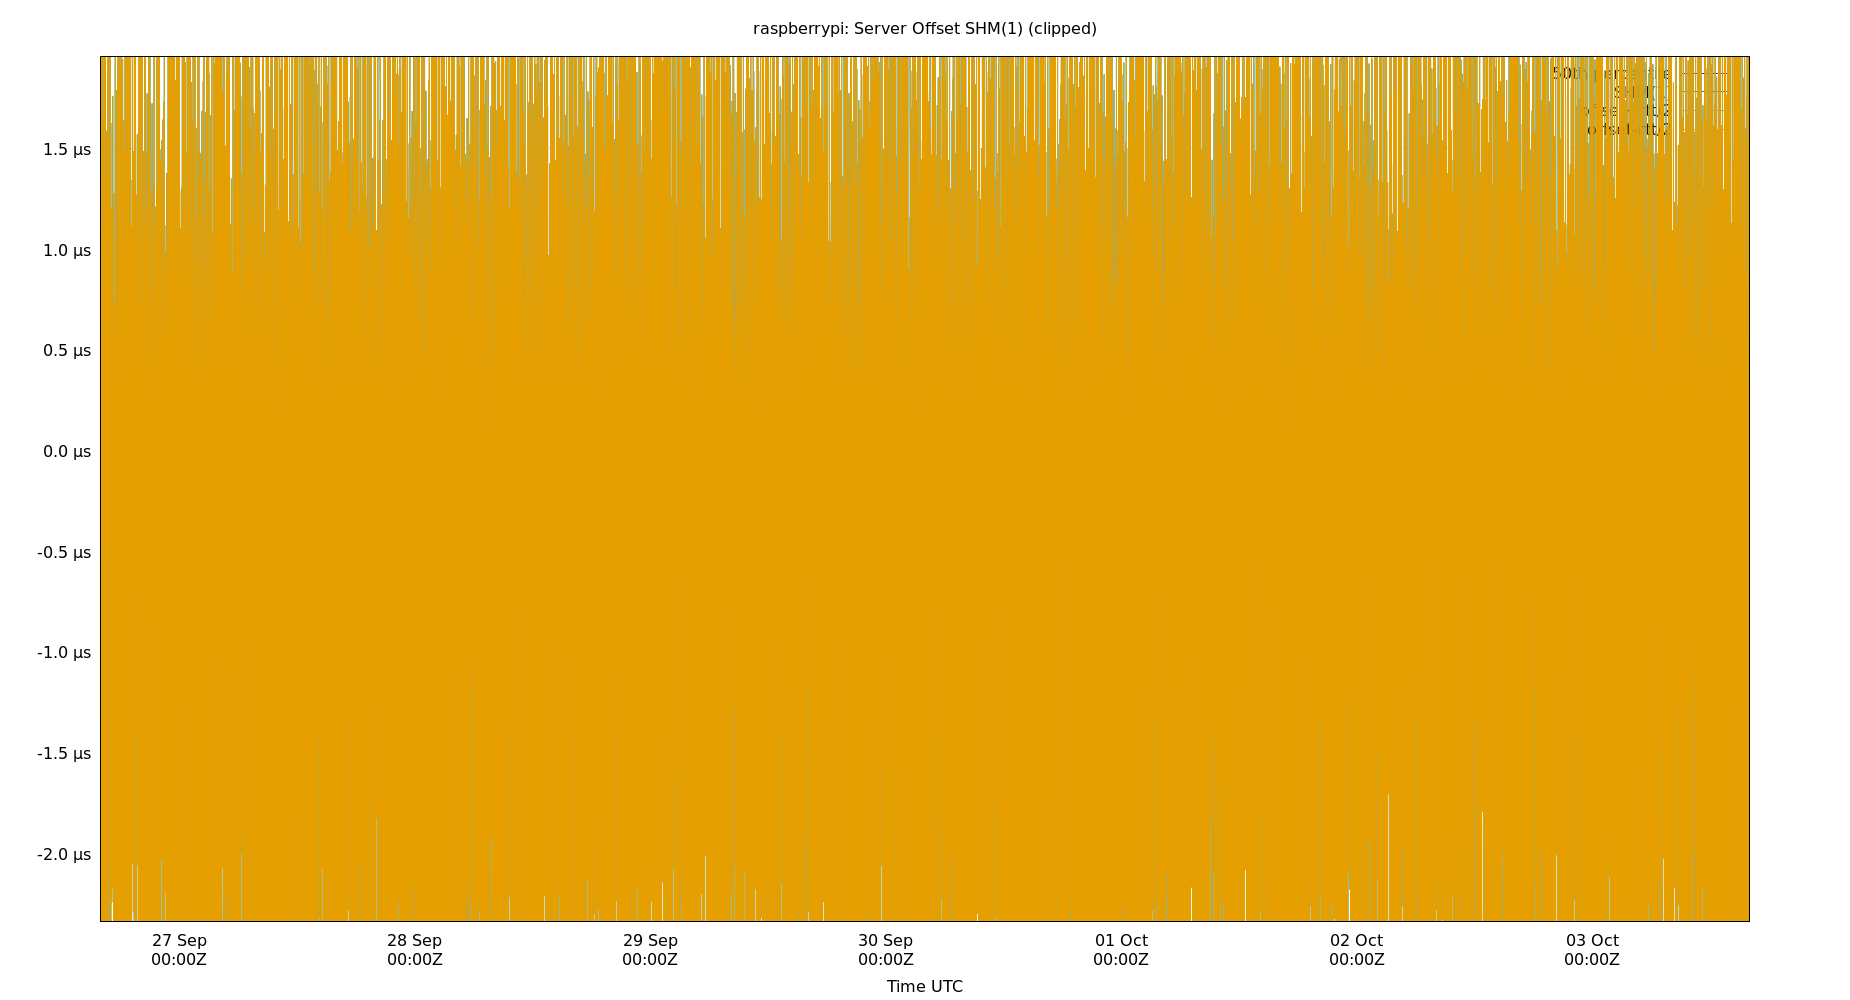 raspberrypi: Server Offset SHM(1) (clipped)
1.5 µs
1.0 µs
0.5 µs
0.0 µs
-0.5 µs
-1.0 µs
-1.5 µs
-2.0 µs
27 Sep 28 Sep 29 Sep 30 Sep 01 Oct 02 Oct 03 Oct
00:00Z 00:00Z 00:00Z 00:00Z 00:00Z 00:00Z 00:00Z
Time UTC